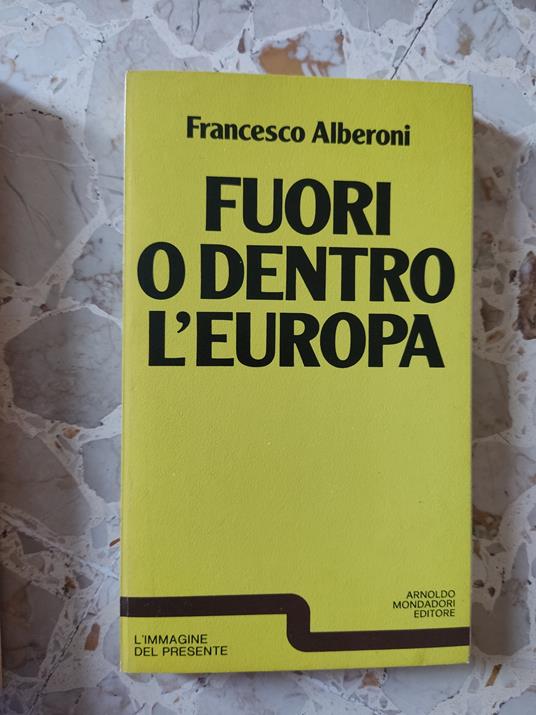 Francesco Alberoni
FUORI
O DENTRO
L'EUROPA
L'IMMAGINE
DEL PRESENTE
ARNOLDO
MONDADORI
EDITORE